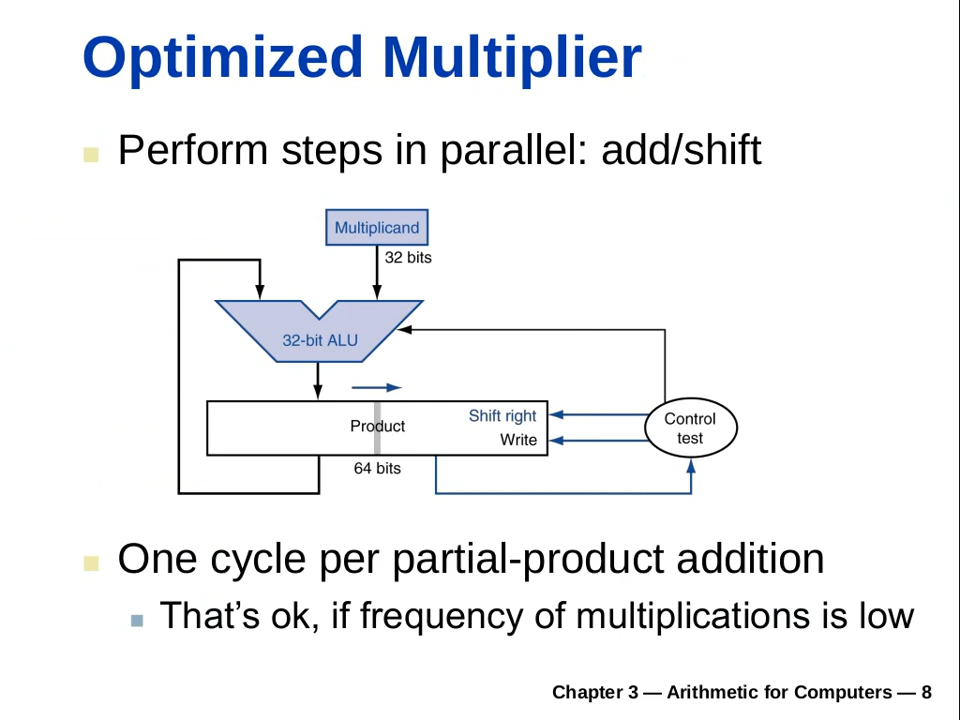 Optimized Multiplier
Perform steps in parallel: add/shift
Multiplicand
32 bits
32-bit ALU
Product
Shift right
Write
64 bits
Control
test
One cycle per partial-product addition
That’s ok, if frequency of multiplications is low
Chapter 3 — Arithmetic for Computers — 8